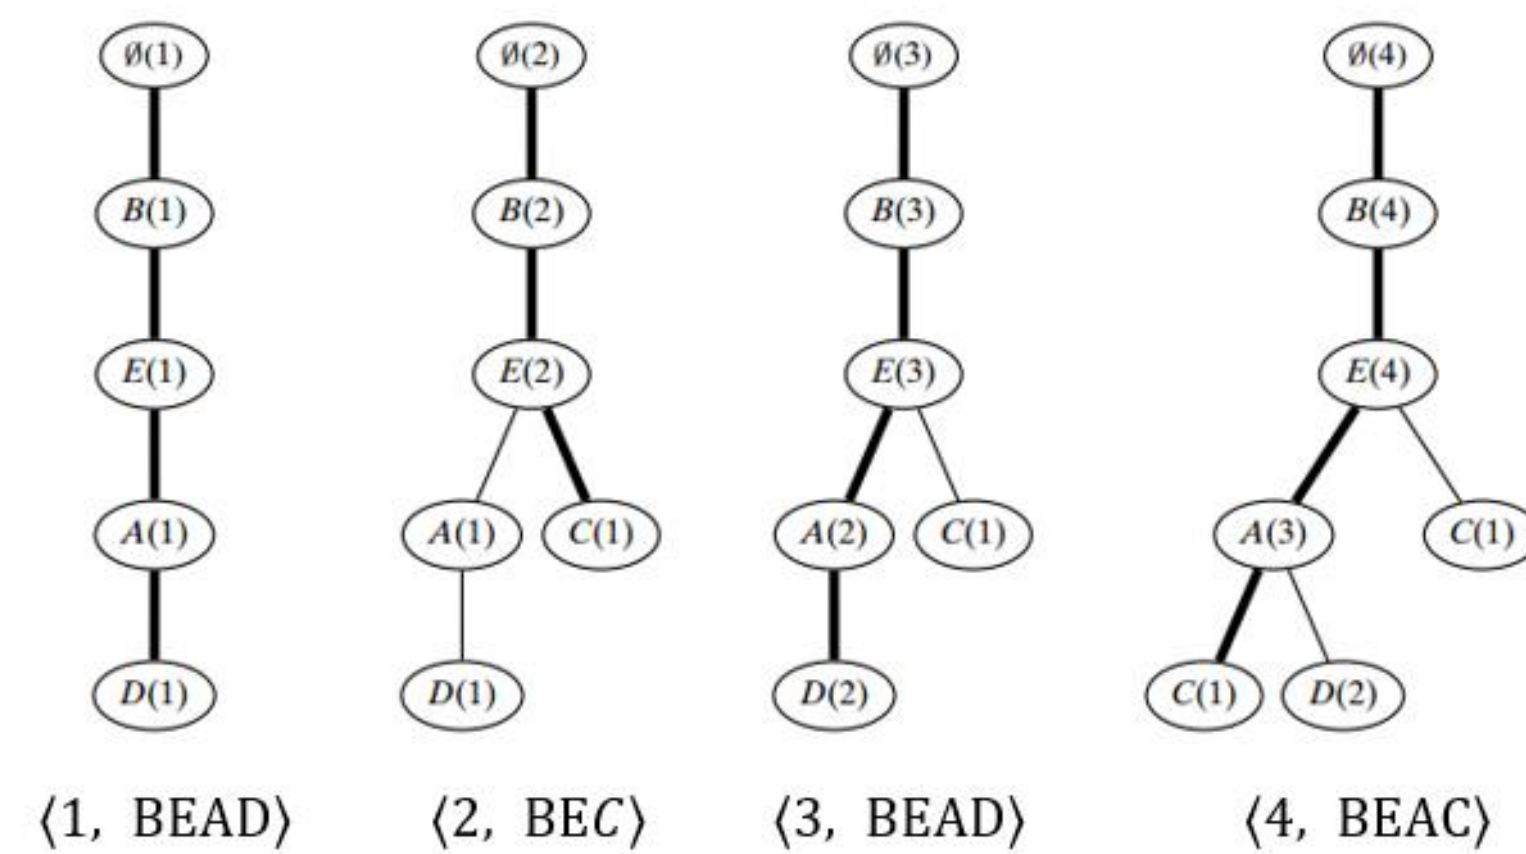 ∅(1) ∅(2) ∅(3) ∅(4)
B(1) B(2) B(3) B(4)
E(1) E(2) E(3) E(4)
A(1) A(1) C(1) A(2) C(1) A(3) C(1)
D(1) D(1) D(2) C(1) D(2)
⟨1, BEAD⟩ ⟨2, BEC⟩ ⟨3, BEAD⟩ ⟨4, BEAC⟩